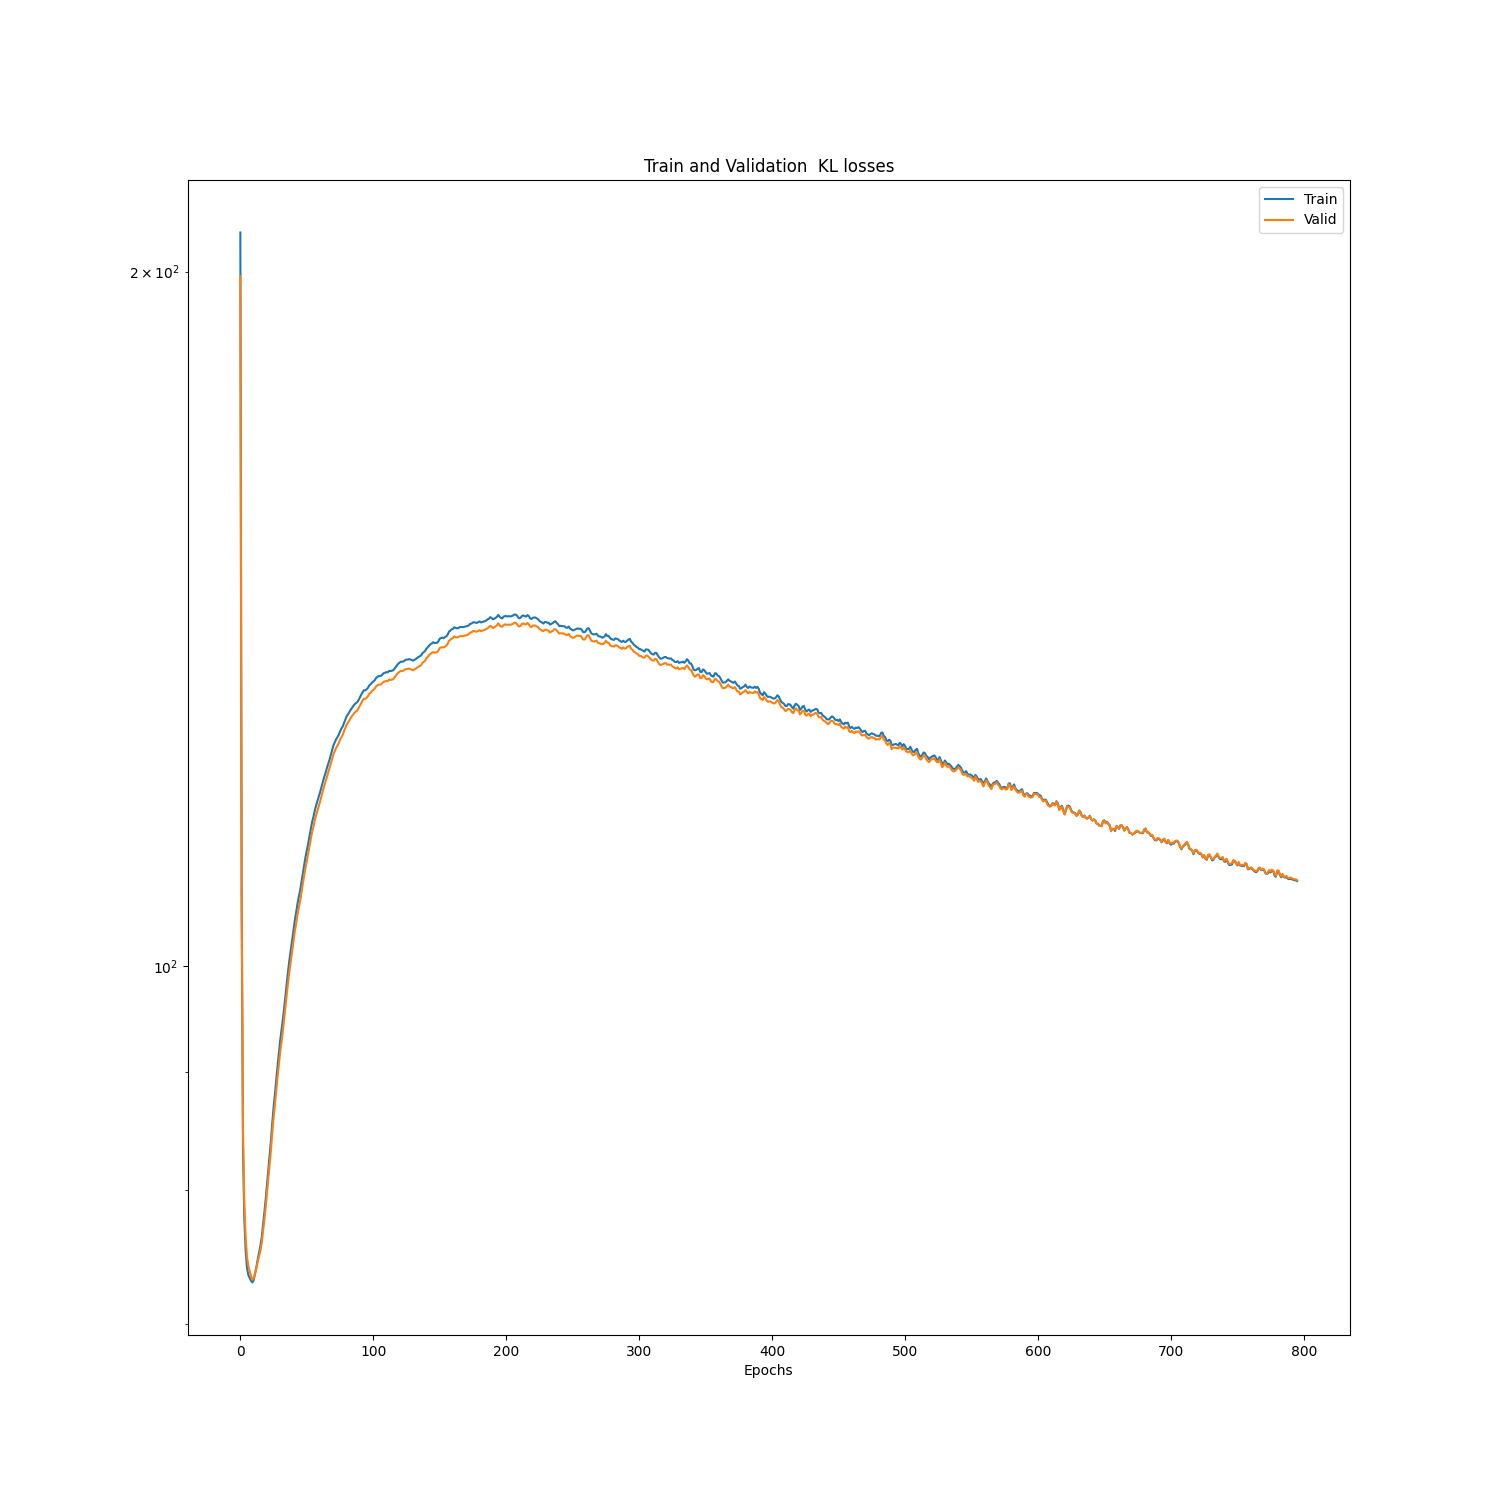 Train and Validation  KL losses
Train
Valid
2 × 10²
10²
0 100 200 300 400 500 600 700 800
Epochs